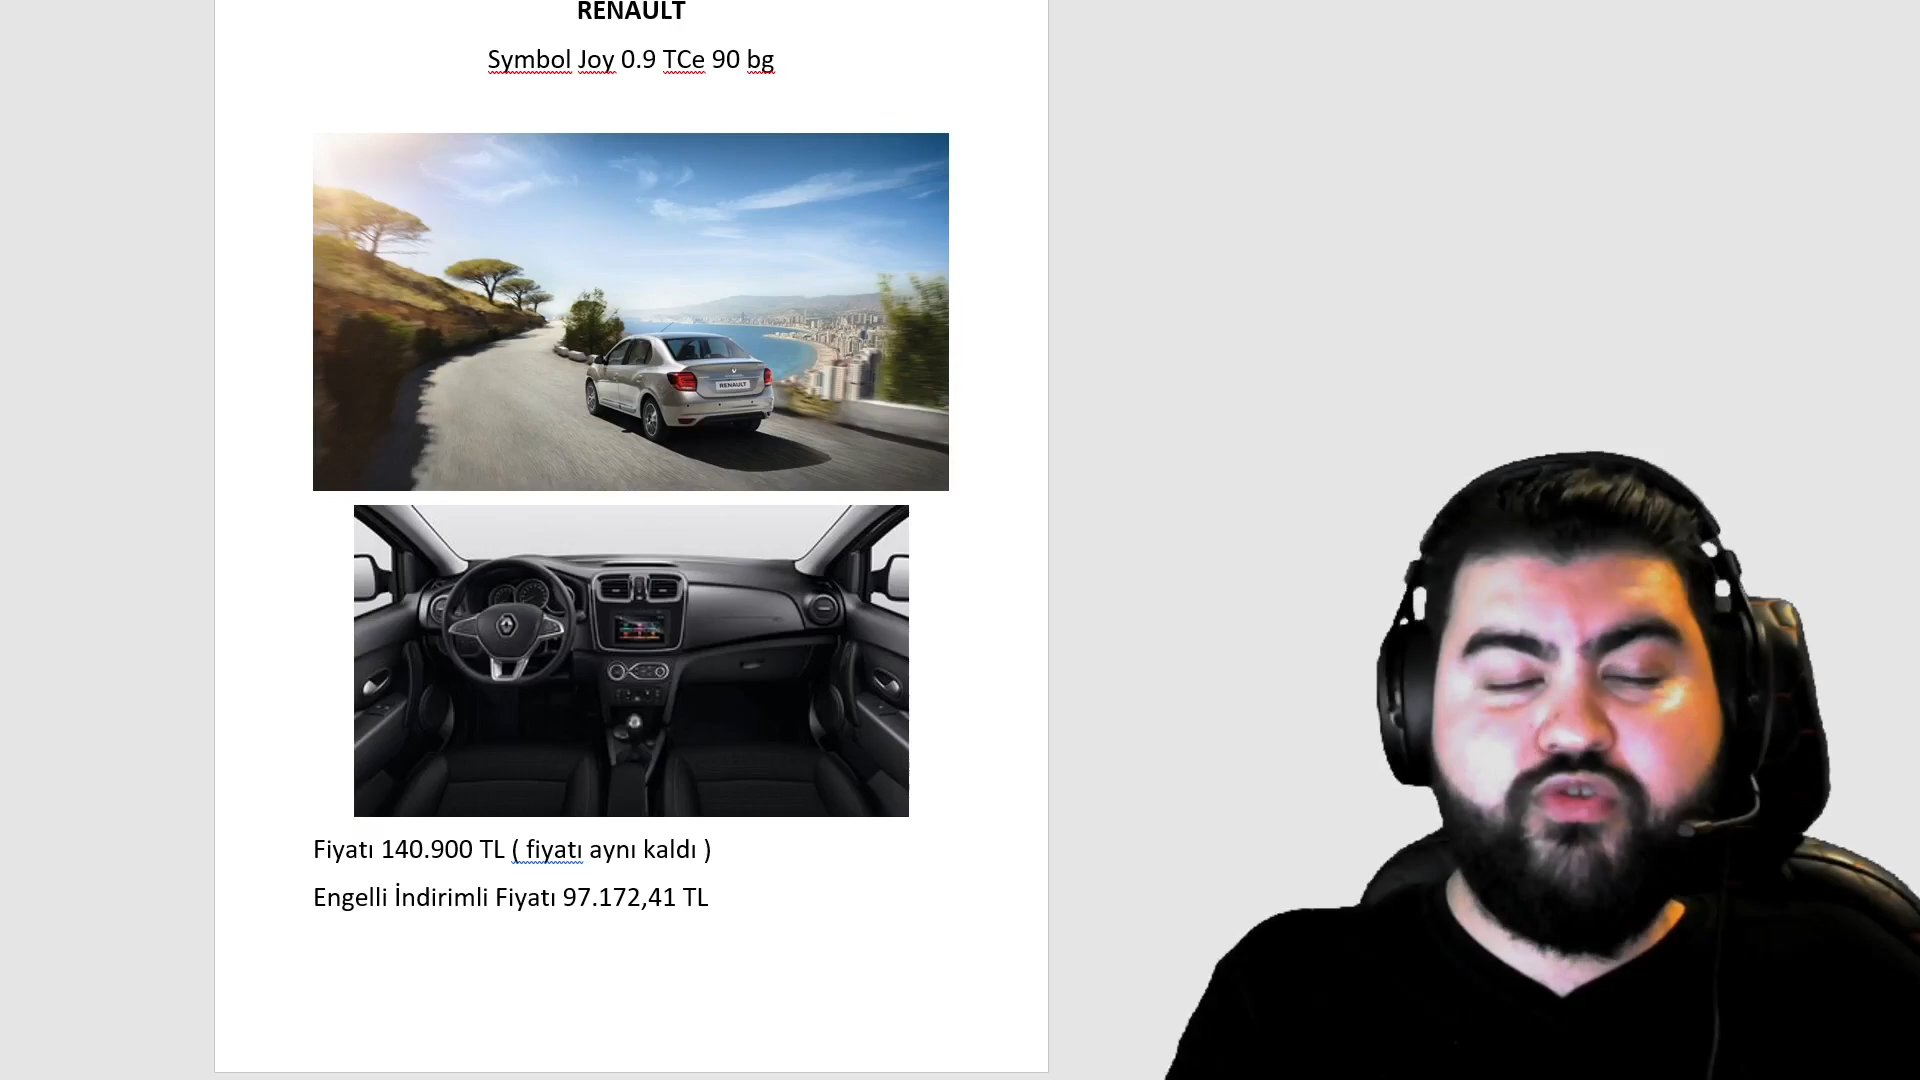 RENAULT
Symbol Joy 0.9 TCe 90 bg
RENAULT
Fiyatı 140.900 TL ( fiyatı aynı kaldı )
Engelli İndirimli Fiyatı 97.172,41 TL